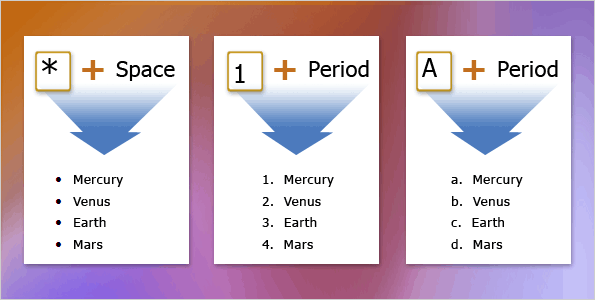 * + Space
• Mercury
• Venus
• Earth
• Mars
1 + Period
1. Mercury
2. Venus
3. Earth
4. Mars
A + Period
a. Mercury
b. Venus
c. Earth
d. Mars